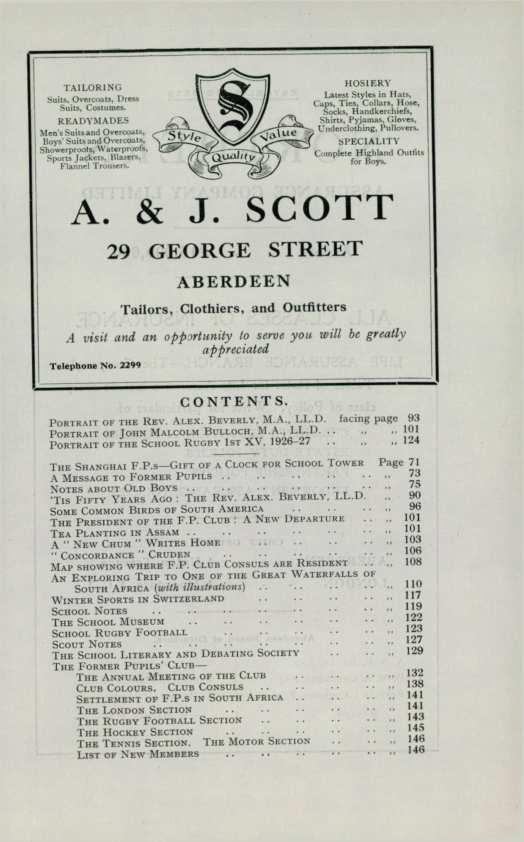 TAILORING
Suits, Overcoats, Dress
Suits, Costumes.
READYMADES
Men's Suits and Overcoats,
Boys' Suits and Overcoats,
Showerproofs, Waterproofs,
Sports Jackets, Blazers,
Flannel Trousers.
S
Style
Quality
Value
HOSIERY
Latest Styles in Hats,
Caps, Ties, Collars, Hose,
Socks, Handkerchiefs,
Shirts, Pyjamas, Gloves,
Underclothing, Pullovers.
SPECIALITY
Complete Highland Outfits
for Boys.
A. & J. SCOTT
29 GEORGE STREET
ABERDEEN
Tailors, Clothiers, and Outfitters
A visit and an opportunity to serve you will be greatly
appreciated
Telephone No. 2299
CONTENTS.
PORTRAIT OF THE REV. ALEX. BEVERLY, M.A., LL.D. facing page 93
PORTRAIT OF JOHN MALCOLM BULLOCH, M.A., LL.D. .. ,, ,, 101
PORTRAIT OF THE SCHOOL RUGBY 1ST XV, 1926-27 .. ,, ,, 124
THE SHANGHAI F.P.s—GIFT OF A CLOCK FOR SCHOOL TOWER Page 71
A MESSAGE TO FORMER PUPILS .. .. .. .. .. ,, 73
NOTES ABOUT OLD BOYS .. .. .. .. .. .. ,, 75
'TIS FIFTY YEARS AGO : THE REV. ALEX. BEVERLY, LL.D. .. ,, 90
SOME COMMON BIRDS OF SOUTH AMERICA .. .. .. ,, 96
THE PRESIDENT OF THE F.P. CLUB : A NEW DEPARTURE .. ,, 101
TEA PLANTING IN ASSAM .. .. .. .. .. .. ,, 101
A " NEW CHUM " WRITES HOME .. .. .. .. ,, 103
" CONCORDANCE " CRUDEN .. .. .. .. .. ,, 106
MAP SHOWING WHERE F.P. CLUB CONSULS ARE RESIDENT .. ,, 108
AN EXPLORING TRIP TO ONE OF THE GREAT WATERFALLS OF
SOUTH AFRICA (with illustrations) .. .. .. .. ,, 110
WINTER SPORTS IN SWITZERLAND .. .. .. .. ,, 117
SCHOOL NOTES .. .. .. .. .. .. .. ,, 119
THE SCHOOL MUSEUM .. .. .. .. .. .. ,, 122
SCHOOL RUGBY FOOTBALL .. .. .. .. .. ,, 123
SCOUT NOTES .. .. .. .. .. .. .. ,, 127
THE SCHOOL LITERARY AND DEBATING SOCIETY .. .. ,, 129
THE FORMER PUPILS' CLUB—
THE ANNUAL MEETING OF THE CLUB .. .. .. ,, 132
CLUB COLOURS. CLUB CONSULS .. .. .. .. ,, 138
SETTLEMENT OF F.P.S IN SOUTH AFRICA .. .. .. ,, 141
THE LONDON SECTION .. .. .. .. .. ,, 141
THE RUGBY FOOTBALL SECTION .. .. .. .. ,, 143
THE HOCKEY SECTION .. .. .. .. .. ,, 145
THE TENNIS SECTION. THE MOTOR SECTION .. .. ,, 146
LIST OF NEW MEMBERS .. .. .. .. .. ,, 146